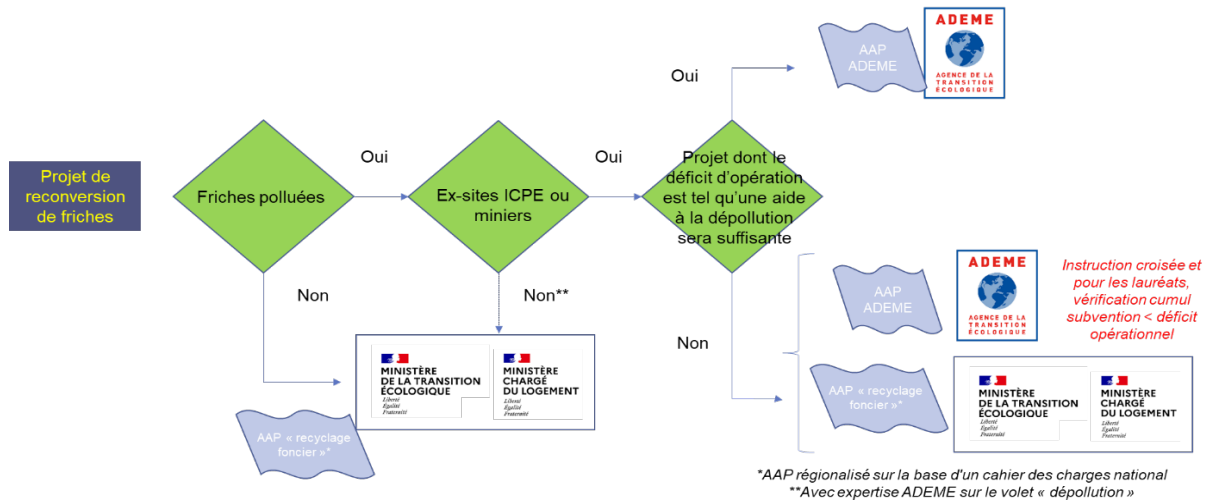 Projet de
reconversion
de friches
Friches polluées
Oui
Ex-sites ICPE ou
miniers
Oui
Projet dont le
déficit d'opération
est tel qu'une aide
à la dépollution
sera suffisante
Oui
AAP
ADEME
ADEME
AGENCE DE LA
TRANSITION
ÉCOLOGIQUE
Non
Non**
MINISTÈRE
DE LA TRANSITION
ÉCOLOGIQUE
Liberté
Égalité
Fraternité
MINISTÈRE
CHARGÉ
DU LOGEMENT
Liberté
Égalité
Fraternité
AAP « recyclage
foncier »*
Non
AAP
ADEME
ADEME
AGENCE DE LA
TRANSITION
ÉCOLOGIQUE
Instruction croisée et
pour les lauréats,
vérification cumul
subvention < déficit
opérationnel
AAP « recyclage
foncier »*
MINISTÈRE
DE LA TRANSITION
ÉCOLOGIQUE
Liberté
Égalité
Fraternité
MINISTÈRE
CHARGÉ
DU LOGEMENT
Liberté
Égalité
Fraternité
*AAP régionalisé sur la base d'un cahier des charges national
**Avec expertise ADEME sur le volet « dépollution »